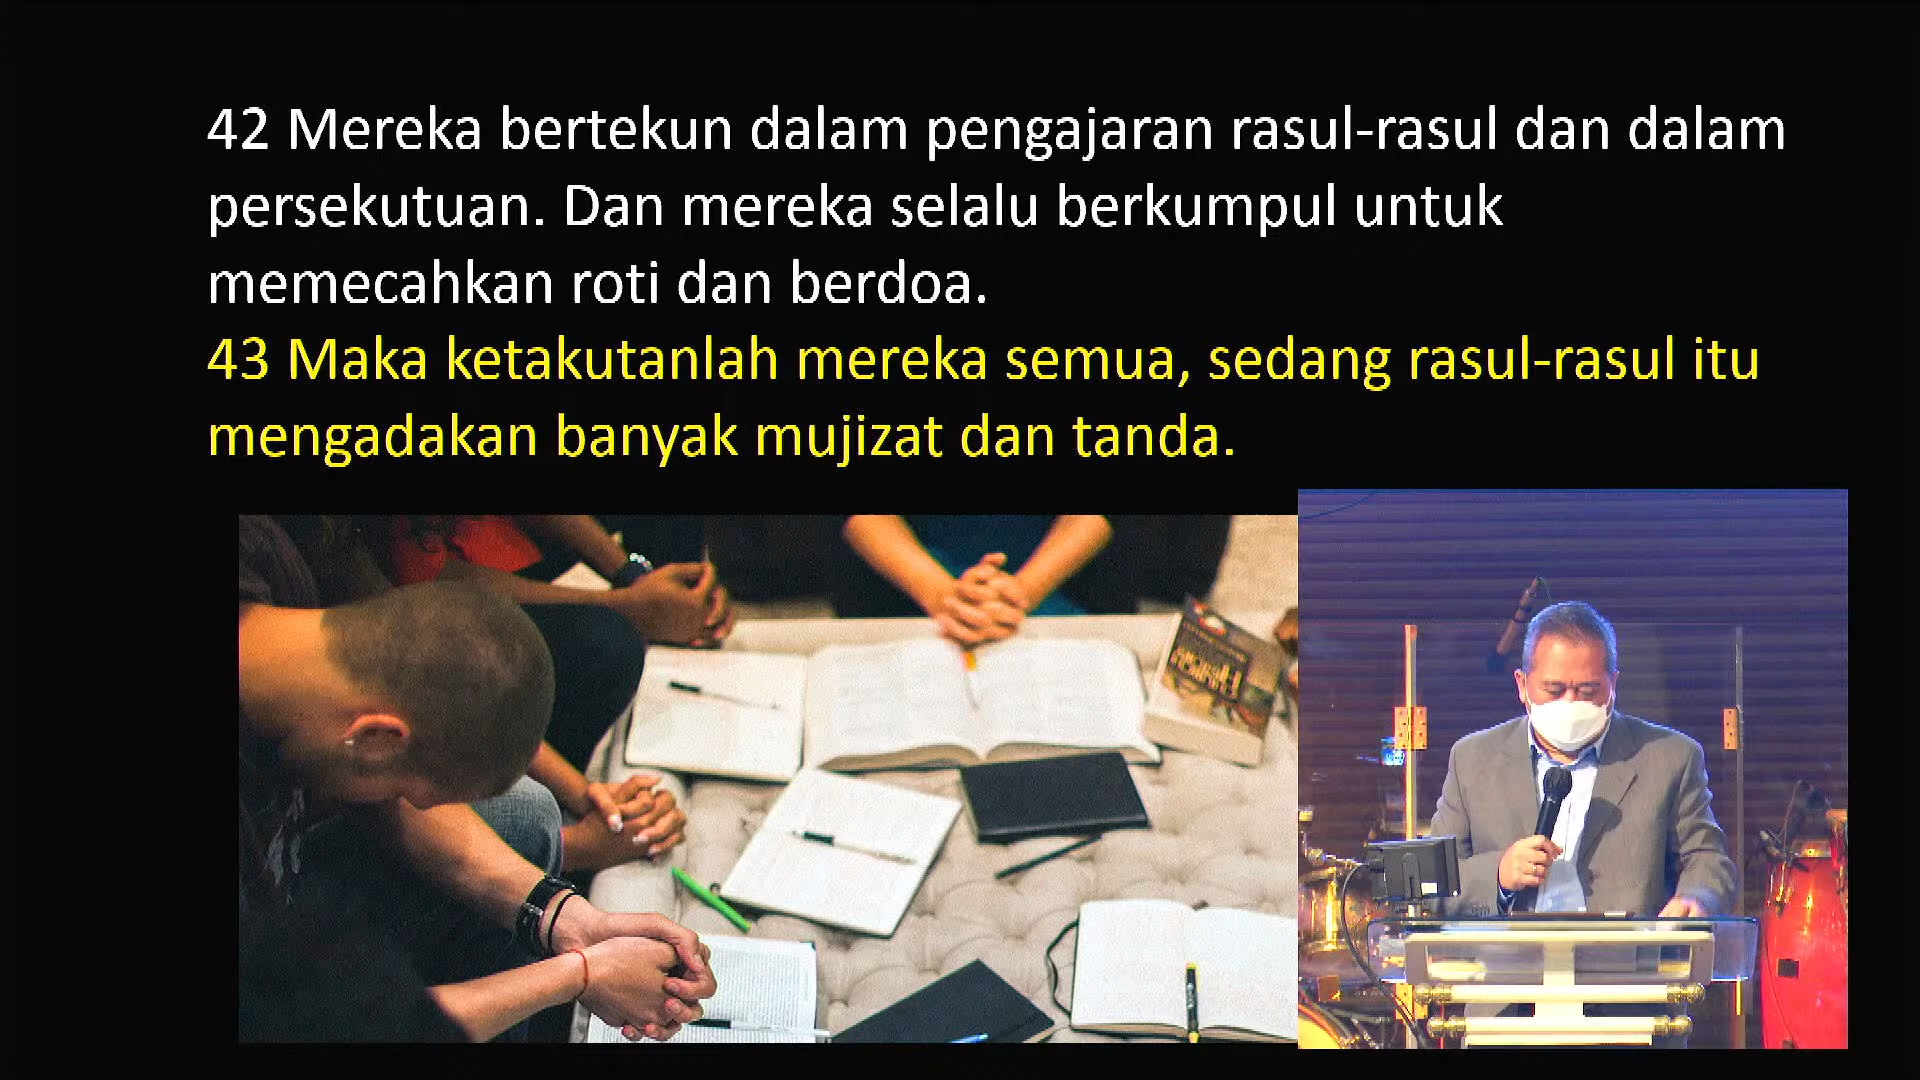 42 Mereka bertekun dalam pengajaran rasul-rasul dan dalam
persekutuan. Dan mereka selalu berkumpul untuk
memecahkan roti dan berdoa.
43 Maka ketakutanlah mereka semua, sedang rasul-rasul itu
mengadakan banyak mujizat dan tanda.